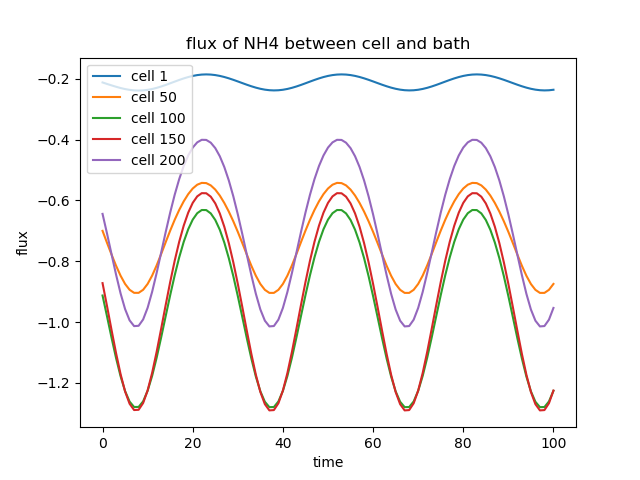 flux of NH4 between cell and bath
cell 1
cell 50
cell 100
cell 150
cell 200
flux
−0.2
−0.4
−0.6
−0.8
−1.0
−1.2
0 20 40 60 80 100
time